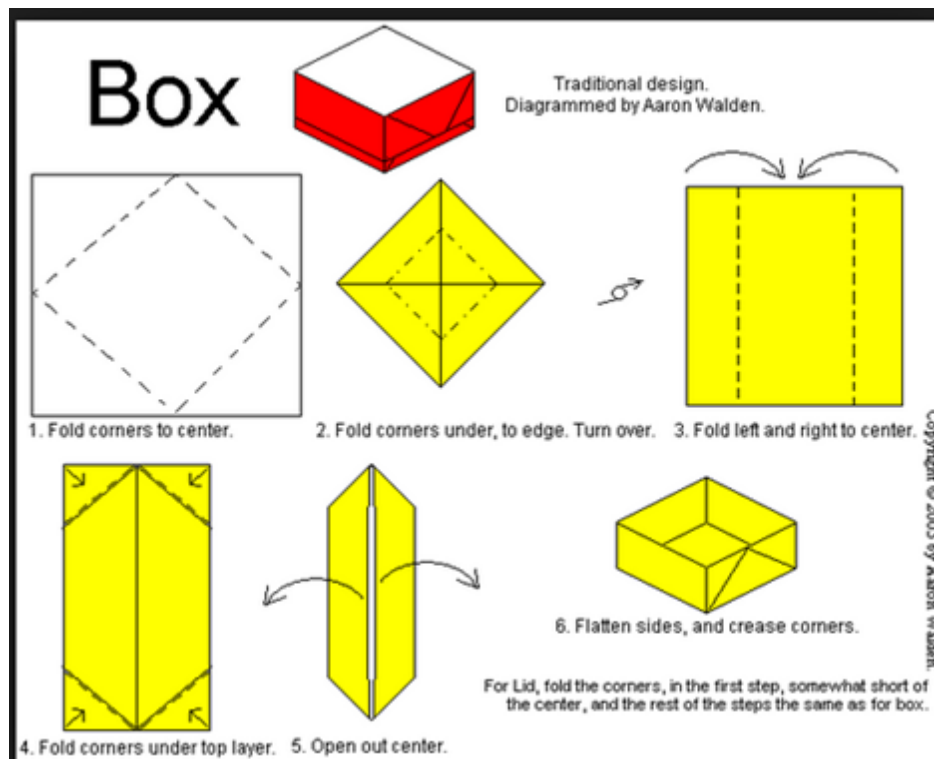 Box
Traditional design.
Diagrammed by Aaron Walden.
1. Fold corners to center.
2. Fold corners under, to edge. Turn over.
3. Fold left and right to center.
4. Fold corners under top layer.
5. Open out center.
6. Flatten sides, and crease corners.
For Lid, fold the corners, in the first step, somewhat short of
the center, and the rest of the steps the same as for box.
Copyright © 2005 by Aaron Walden.